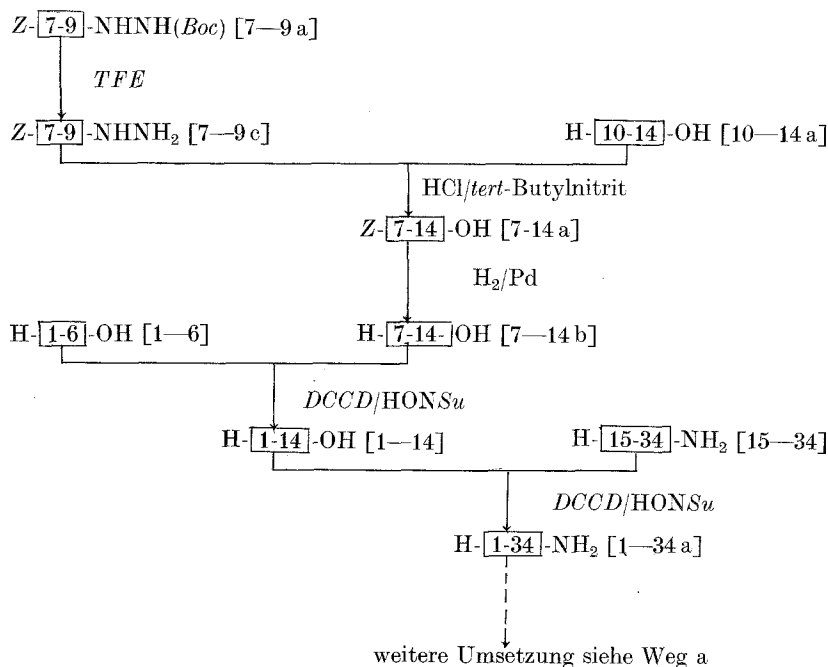 Z-7-9-NHNH(Boc) [7—9 a]
TFE
Z-7-9-NHNH₂ [7—9 c] H-10-14-OH [10—14 a]
HCl/tert-Butylnitrit
Z-7-14-OH [7-14 a]
H₂/Pd
H-1-6-OH [1—6] H-7-14--OH [7—14 b]
DCCD/HONSu
H-1-14-OH [1—14] H-15-34-NH₂ [15—34]
DCCD/HONSu
H-1-34-NH₂ [1—34 a]
weitere Umsetzung siehe Weg a